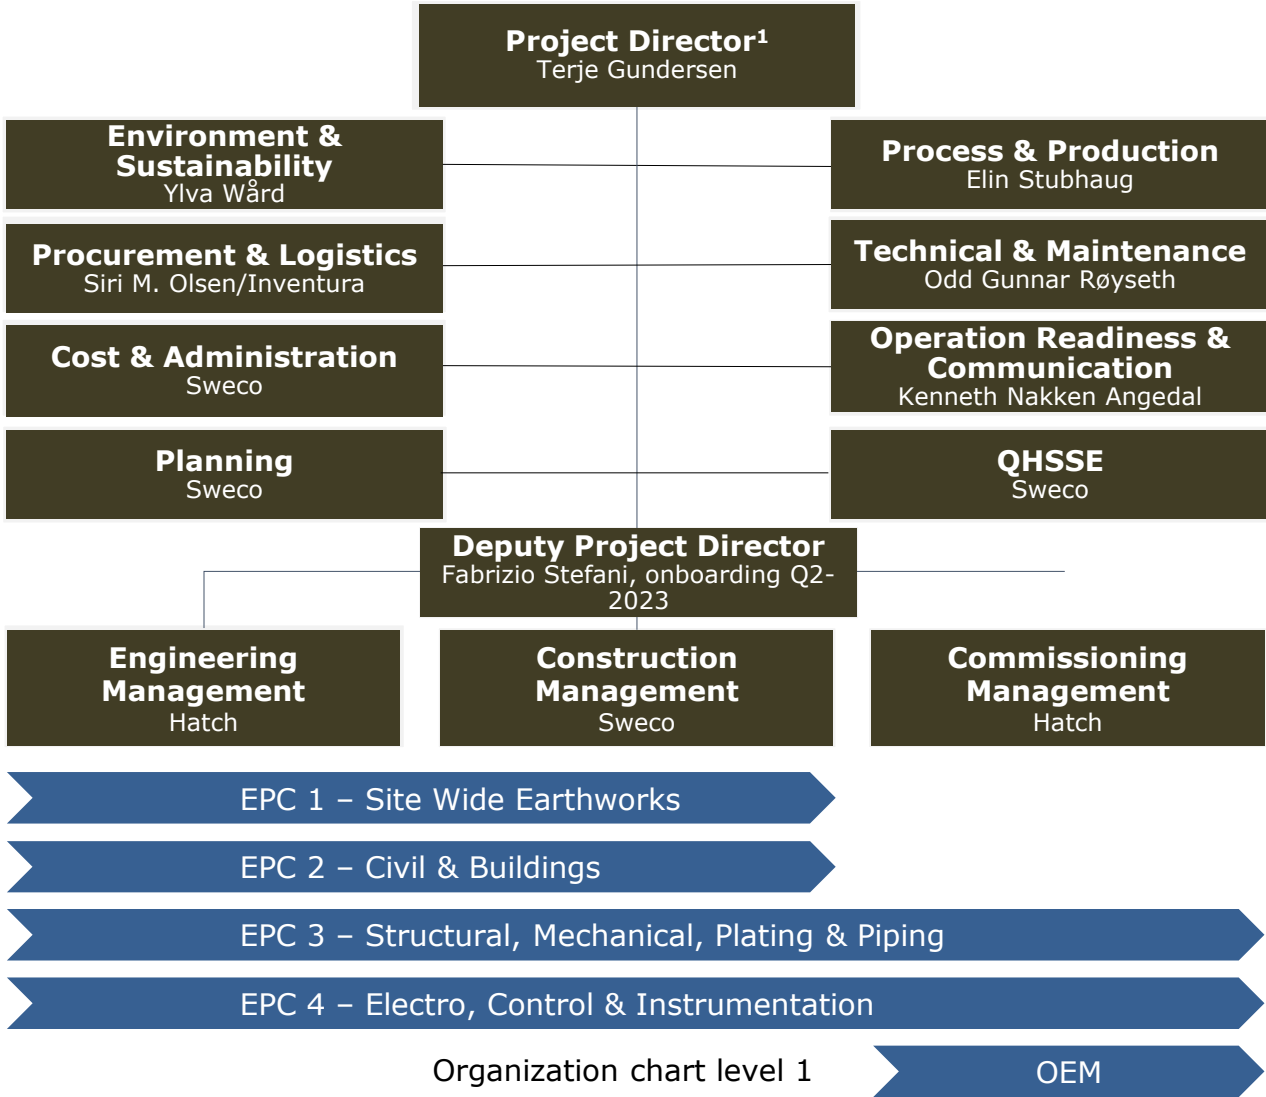 Project Director¹
Terje Gundersen
Environment &
Sustainability
Ylva Wård
Process & Production
Elin Stubhaug
Procurement & Logistics
Siri M. Olsen/Inventura
Technical & Maintenance
Odd Gunnar Røyseth
Cost & Administration
Sweco
Operation Readiness &
Communication
Kenneth Nakken Angedal
Planning
Sweco
QHSSE
Sweco
Deputy Project Director
Fabrizio Stefani, onboarding Q2-
2023
Engineering
Management
Hatch
Construction
Management
Sweco
Commissioning
Management
Hatch
EPC 1 – Site Wide Earthworks
EPC 2 – Civil & Buildings
EPC 3 – Structural, Mechanical, Plating & Piping
EPC 4 – Electro, Control & Instrumentation
Organization chart level 1
OEM